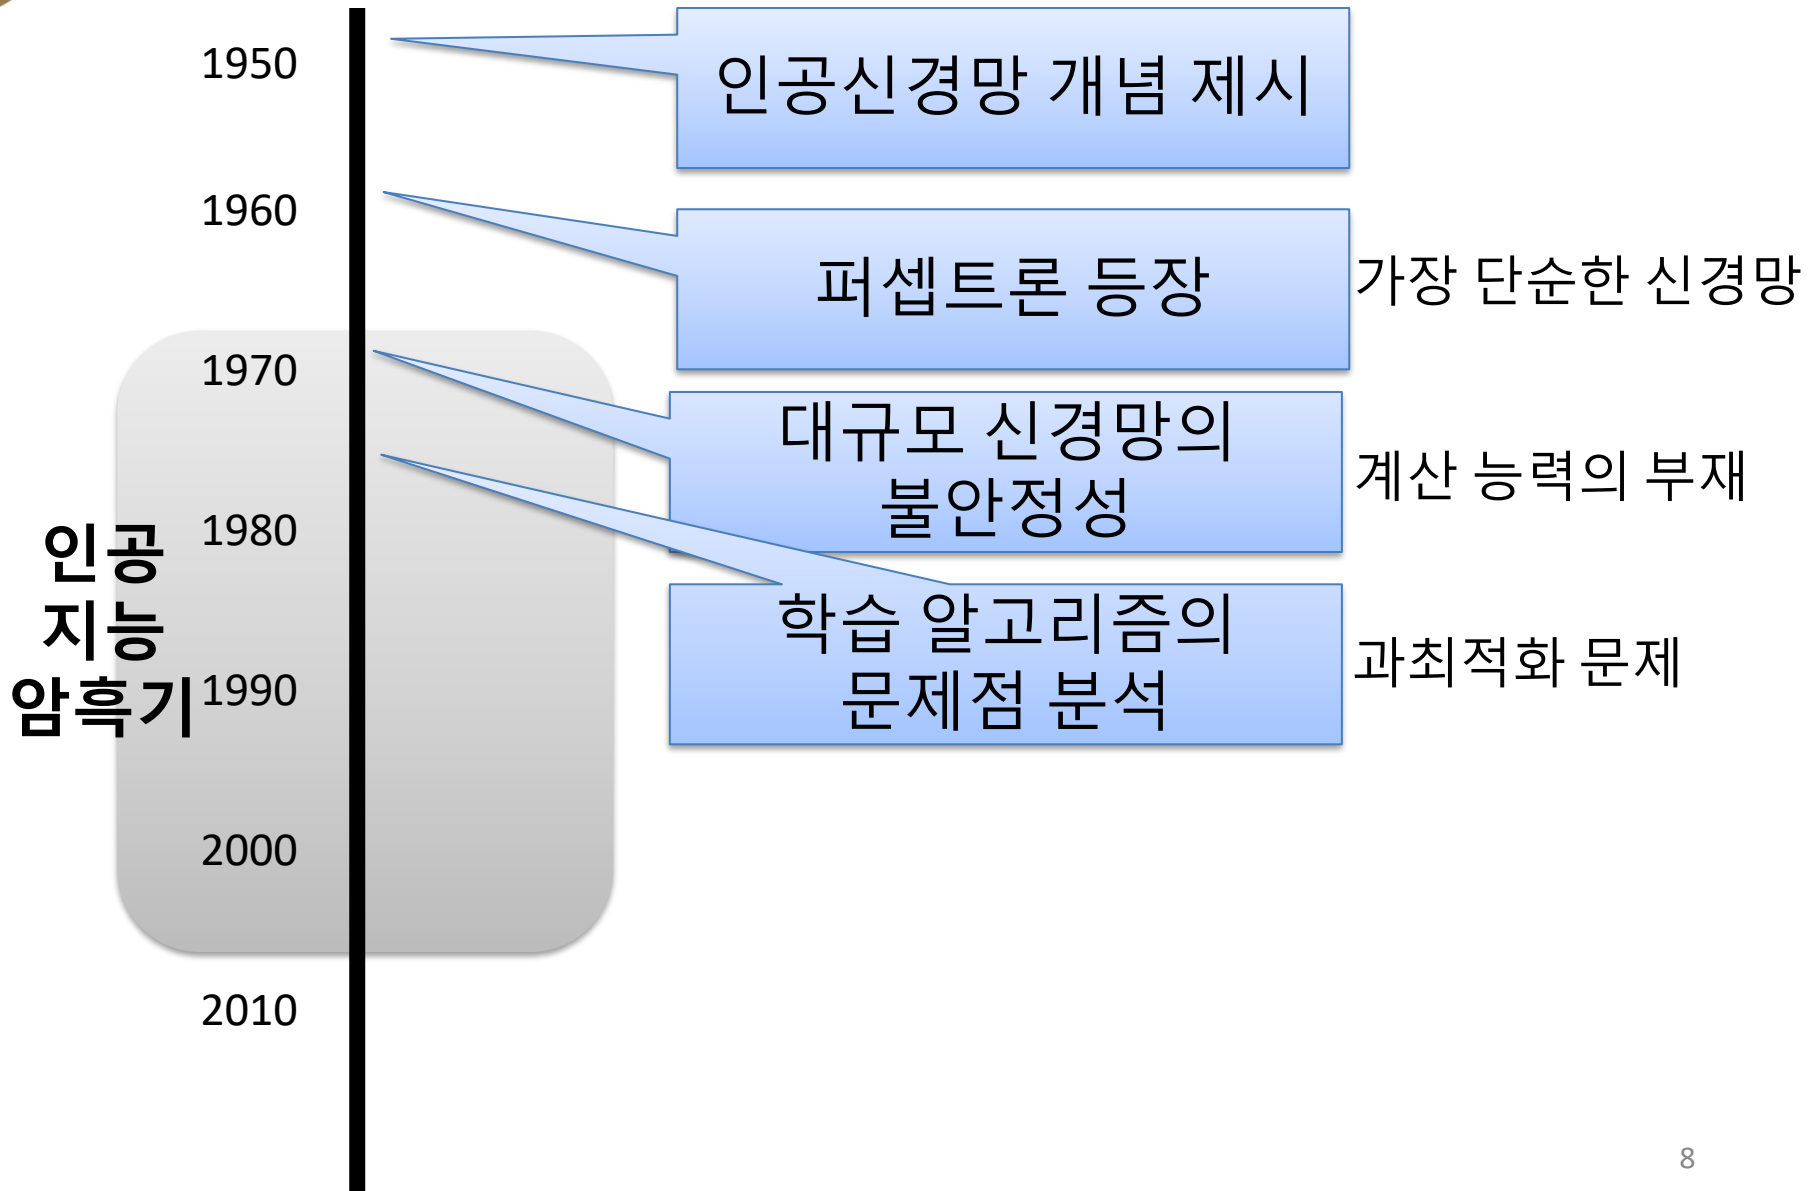 1950
인공신경망 개념 제시
1960
퍼셉트론 등장
가장 단순한 신경망
1970
대규모 신경망의
불안정성
계산 능력의 부재
1980
인공
지능
암흑기
학습 알고리즘의
문제점 분석
과최적화 문제
1990
2000
2010
8